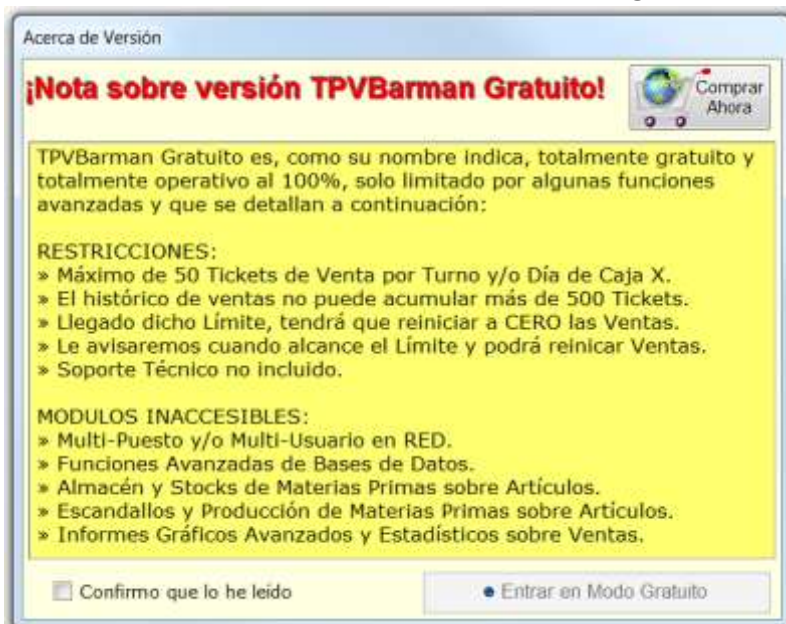 Acerca de Versión
¡Nota sobre versión TPVBarman Gratuito!
Comprar
Ahora
TPVBarman Gratuito es, como su nombre indica, totalmente gratuito y
totalmente operativo al 100%, solo limitado por algunas funciones
avanzadas y que se detallan a continuación:
RESTRICCIONES:
» Máximo de 50 Tickets de Venta por Turno y/o Día de Caja X.
» El histórico de ventas no puede acumular más de 500 Tickets.
» Llegado dicho Límite, tendrá que reiniciar a CERO las Ventas.
» Le avisaremos cuando alcance el Límite y podrá reinicar Ventas.
» Soporte Técnico no incluido.
MODULOS INACCESIBLES:
» Multi-Puesto y/o Multi-Usuario en RED.
» Funciones Avanzadas de Bases de Datos.
» Almacén y Stocks de Materias Primas sobre Artículos.
» Escandallos y Producción de Materias Primas sobre Artículos.
» Informes Gráficos Avanzados y Estadísticos sobre Ventas.
Confirmo que lo he leído
Entrar en Modo Gratuito